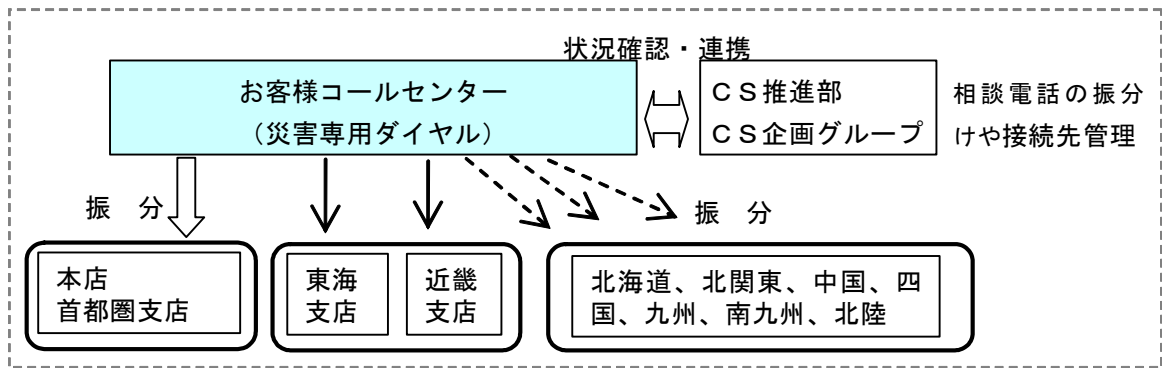 状況確認・連携
お客様コールセンター
（災害専用ダイヤル）
ＣＳ推進部
ＣＳ企画グループ
相談電話の振分
けや接続先管理
振　分
振　分
本店
首都圏支店
東海
支店
近畿
支店
北海道、北関東、中国、四
国、九州、南九州、北陸